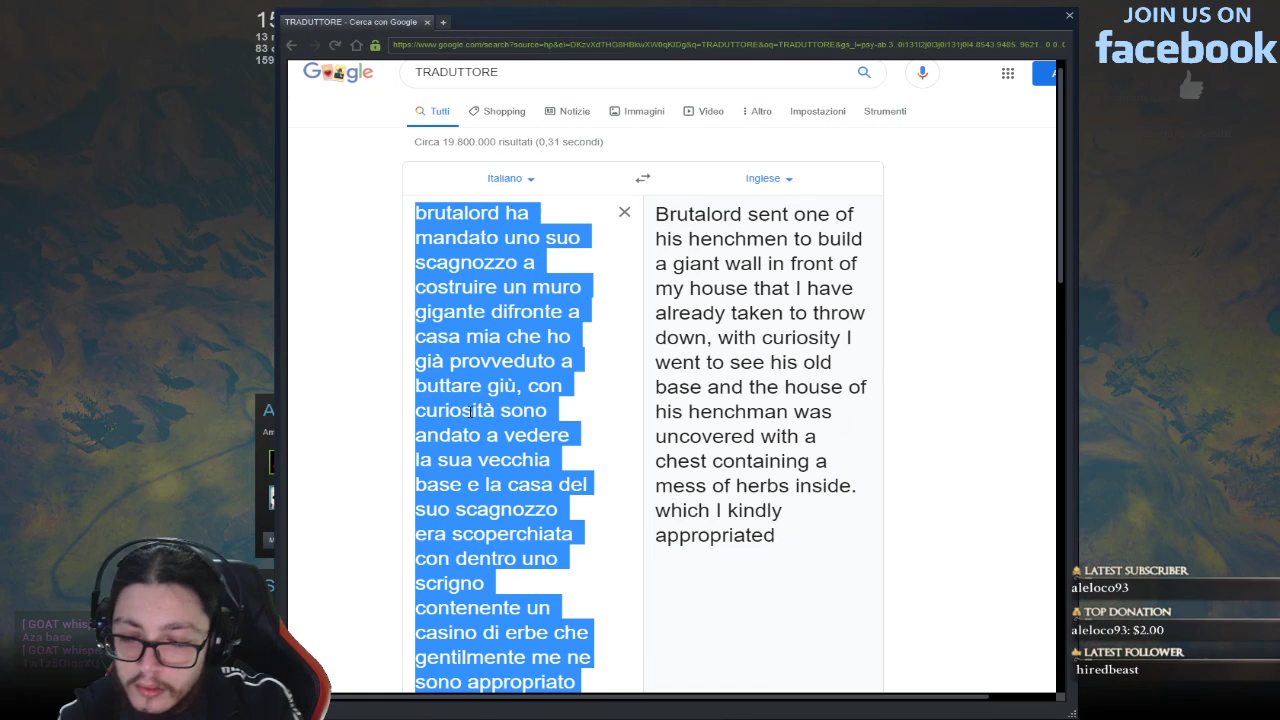 JOIN US ON
facebook
TRADUTTORE - Cerca con Google
TRADUTTORE
Tutti
Shopping
Notizie
Immagini
Video
Altro
Impostazioni
Strumenti
Circa 19.800.000 risultati (0,31 secondi)
Italiano
Inglese
brutalord ha
mandato uno suo
scagnozzo a
costruire un muro
gigante difronte a
casa mia che ho
già provveduto a
buttare giù, con
curiosità sono
andato a vedere
la sua vecchia
base e la casa del
suo scagnozzo
era scoperchiata
con dentro uno
scrigno
contenente un
casino di erbe che
gentilmente me ne
sono appropriato
Brutalord sent one of
his henchmen to build
a giant wall in front of
my house that I have
already taken to throw
down, with curiosity I
went to see his old
base and the house of
his henchman was
uncovered with a
chest containing a
mess of herbs inside.
which I kindly
appropriated
LATEST SUBSCRIBER
aleloco93
TOP DONATION
aleloco93: $2.00
LATEST FOLLOWER
hiredbeast
[ GOAT whis
Aza base
[ GOAT whispe